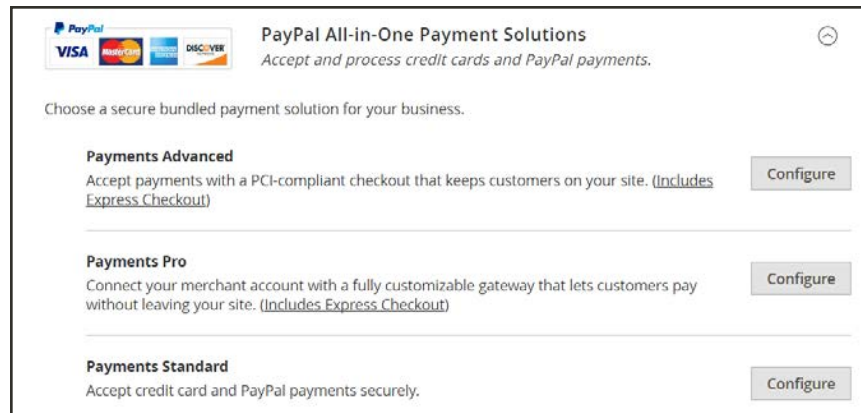 PayPal
VISA MasterCard AMERICAN EXPRESS DISCOVER
PayPal All-in-One Payment Solutions
Accept and process credit cards and PayPal payments.
Choose a secure bundled payment solution for your business.
Payments Advanced
Accept payments with a PCI-compliant checkout that keeps customers on your site. (Includes
Express Checkout)
Configure
Payments Pro
Connect your merchant account with a fully customizable gateway that lets customers pay
without leaving your site. (Includes Express Checkout)
Configure
Payments Standard
Accept credit card and PayPal payments securely.
Configure